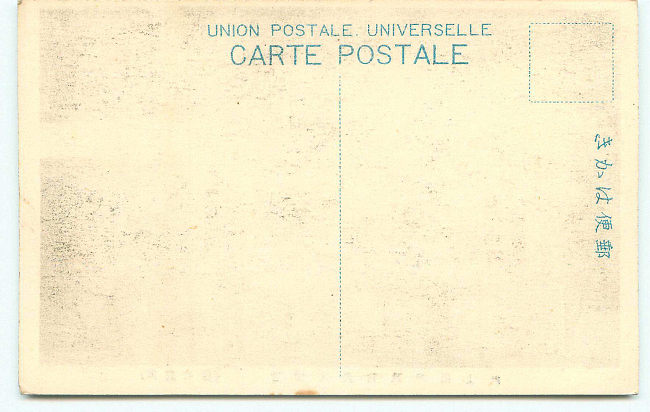 UNION POSTALE. UNIVERSELLE
CARTE POSTALE
郵便はかき